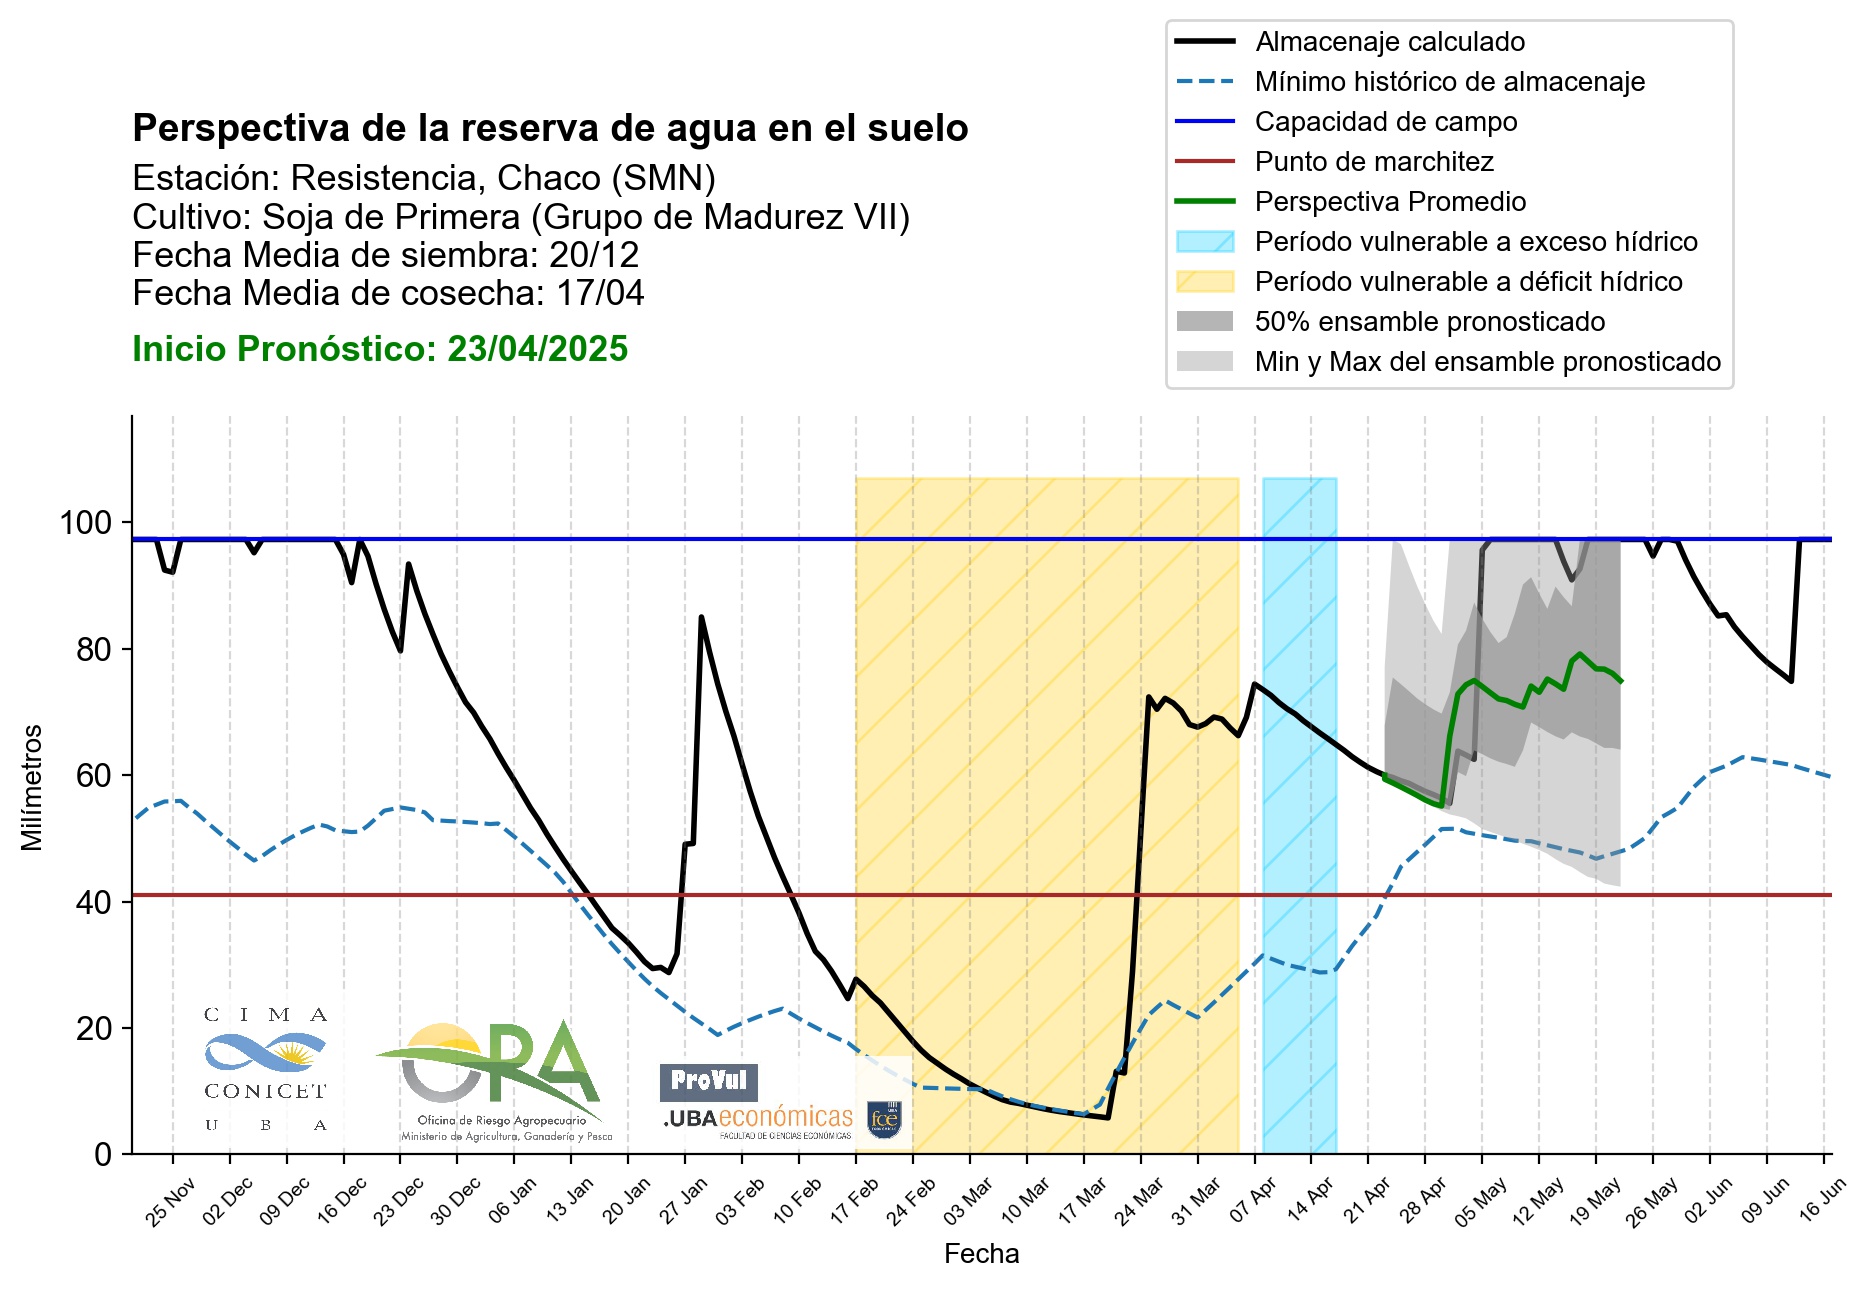 Almacenaje calculado
Mínimo histórico de almacenaje
Capacidad de campo
Punto de marchitez
Perspectiva Promedio
Período vulnerable a exceso hídrico
Período vulnerable a déficit hídrico
50% ensamble pronosticado
Min y Max del ensamble pronosticado
Perspectiva de la reserva de agua en el suelo
Estación: Resistencia, Chaco (SMN)
Cultivo: Soja de Primera (Grupo de Madurez VII)
Fecha Media de siembra: 20/12
Fecha Media de cosecha: 17/04
Inicio Pronóstico: 23/04/2025
Milímetros
100
80
60
40
20
0
CIMA
CONICET
UBA
ORA
Oficina de Riesgo Agropecuario
Ministerio de Agricultura, Ganadería y Pesca
ProVul
.UBAeconómicas
FACULTAD DE CIENCIAS ECONÓMICAS
UBA
fce
25 Nov
02 Dec
09 Dec
16 Dec
23 Dec
30 Dec
06 Jan
13 Jan
20 Jan
27 Jan
03 Feb
10 Feb
17 Feb
24 Feb
03 Mar
10 Mar
17 Mar
24 Mar
31 Mar
07 Apr
14 Apr
21 Apr
28 Apr
05 May
12 May
19 May
26 May
02 Jun
09 Jun
16 Jun
Fecha